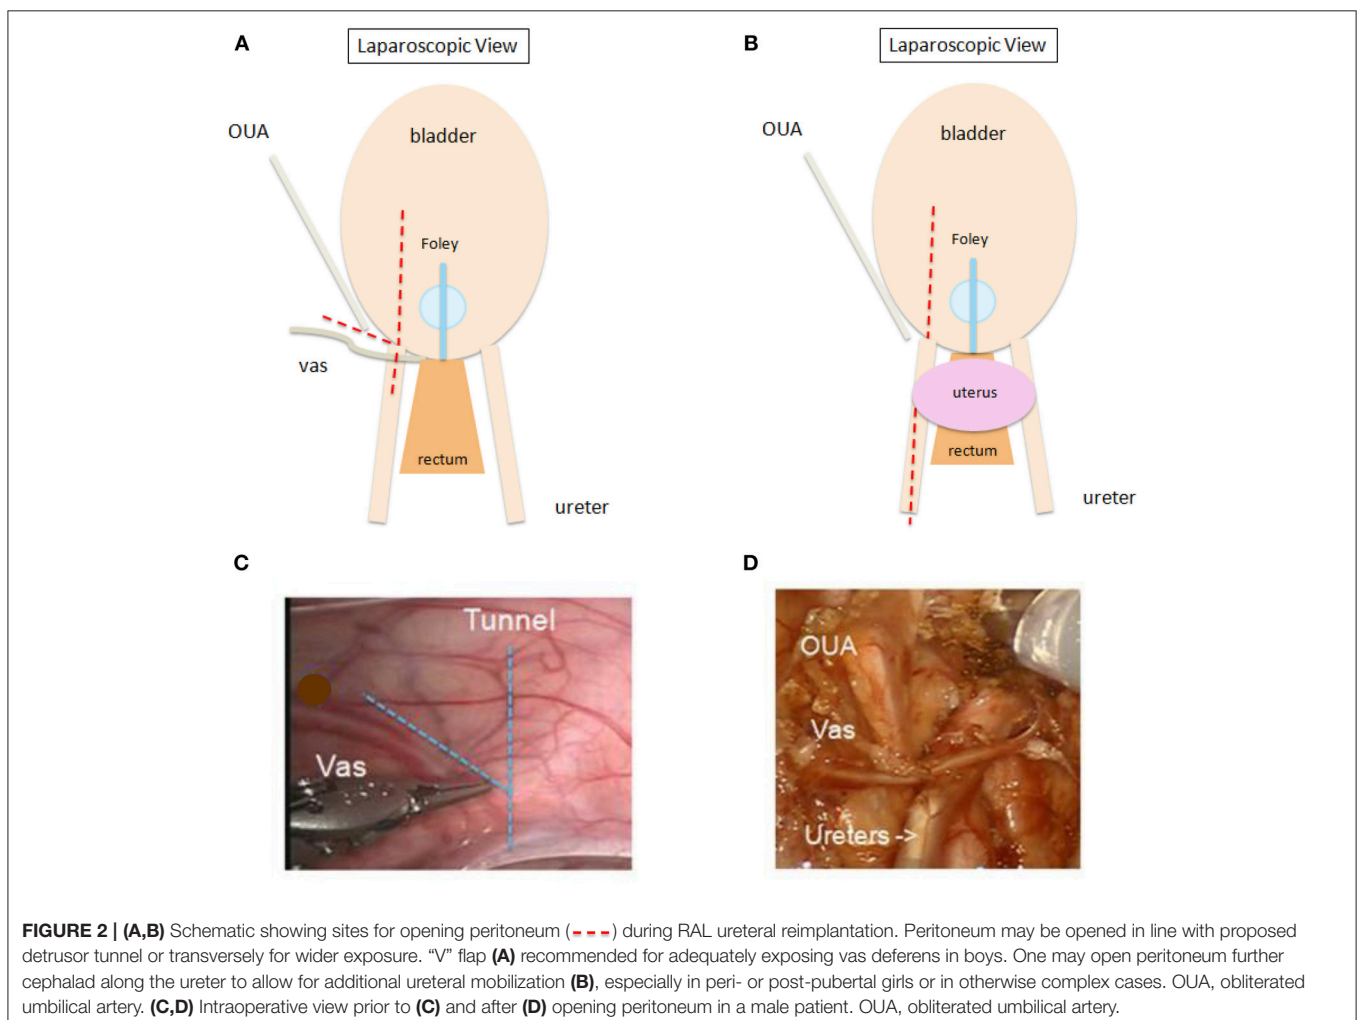 A
Laparoscopic View
OUA
bladder
Foley
vas
rectum
ureter
B
Laparoscopic View
OUA
bladder
Foley
uterus
rectum
ureter
C
Tunnel
Vas
D
OUA
Vas
Ureters ->
FIGURE 2 | (A,B) Schematic showing sites for opening peritoneum (---) during RAL ureteral reimplantation. Peritoneum may be opened in line with proposed
detrusor tunnel or transversely for wider exposure. “V” flap (A) recommended for adequately exposing vas deferens in boys. One may open peritoneum further
cephalad along the ureter to allow for additional ureteral mobilization (B), especially in peri- or post-pubertal girls or in otherwise complex cases. OUA, obliterated
umbilical artery. (C,D) Intraoperative view prior to (C) and after (D) opening peritoneum in a male patient. OUA, obliterated umbilical artery.